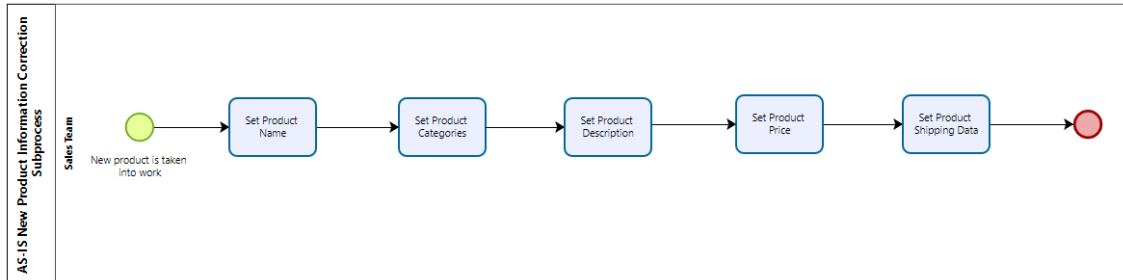 AS-IS New Product Information Correction
Subprocess
Sales Team
New product is taken
into work
Set Product
Name
Set Product
Categories
Set Product
Description
Set Product
Price
Set Product
Shipping Data